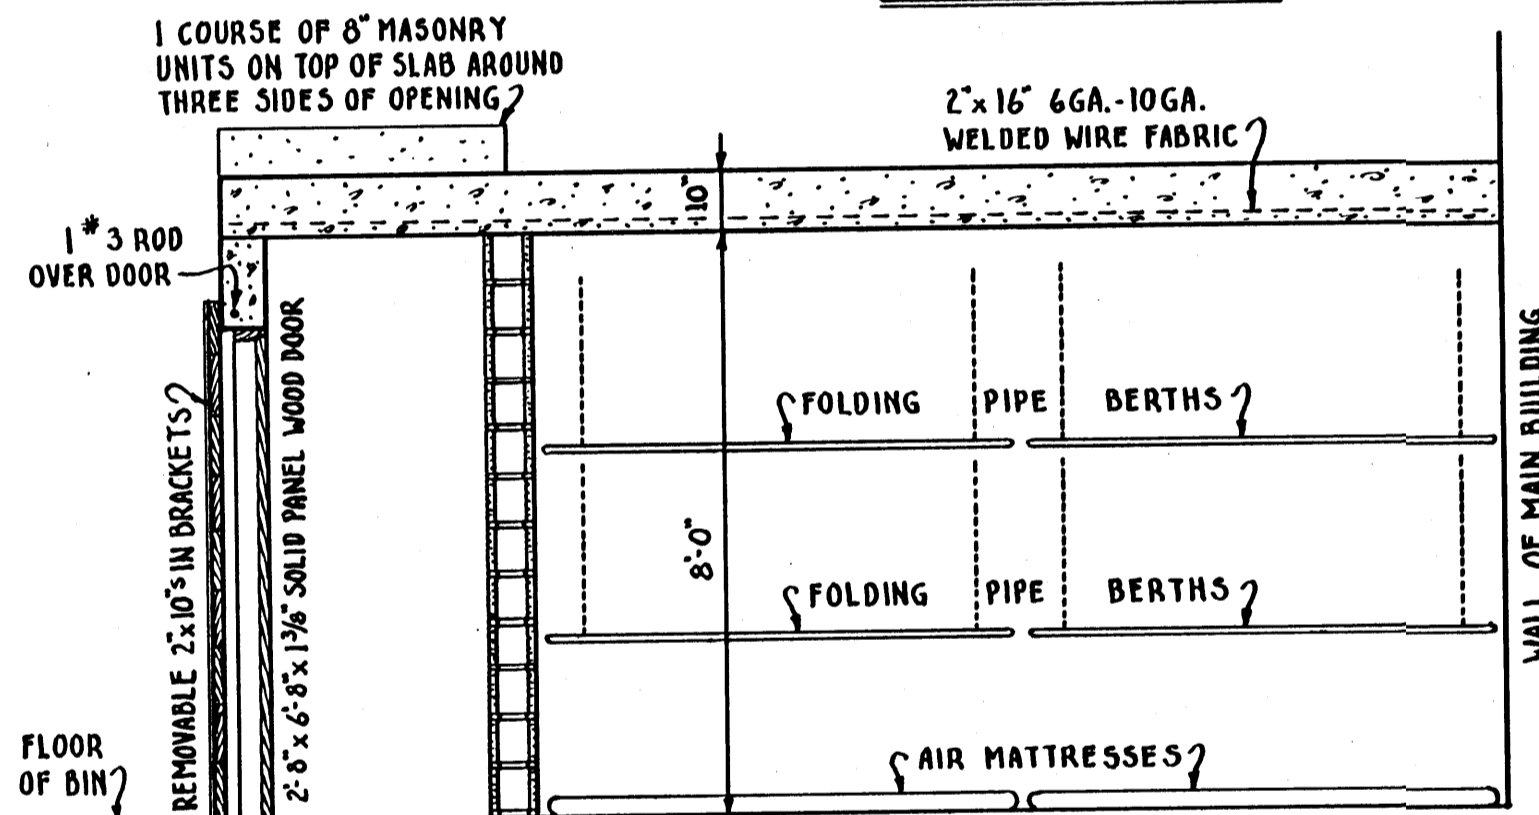 1 COURSE OF 8" MASONRY
UNITS ON TOP OF SLAB AROUND
THREE SIDES OF OPENING
2"x16" 6GA.-10GA.
WELDED WIRE FABRIC
10"
1 #3 ROD
OVER DOOR
REMOVABLE 2"x10"s IN BRACKETS
2'-8" x 6'-8" x 1 3/8" SOLID PANEL WOOD DOOR
FOLDING PIPE BERTHS
8'-0"
FOLDING PIPE BERTHS
WALL OF MAIN BUILDING
FLOOR
OF BIN
AIR MATTRESSES